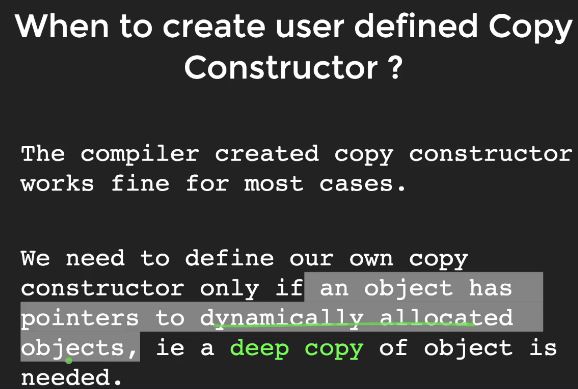 When to create user defined Copy
Constructor ?
The compiler created copy constructor
works fine for most cases.
We need to define our own copy
constructor only if an object has
pointers to dynamically allocated
objects, ie a deep copy of object is
needed.